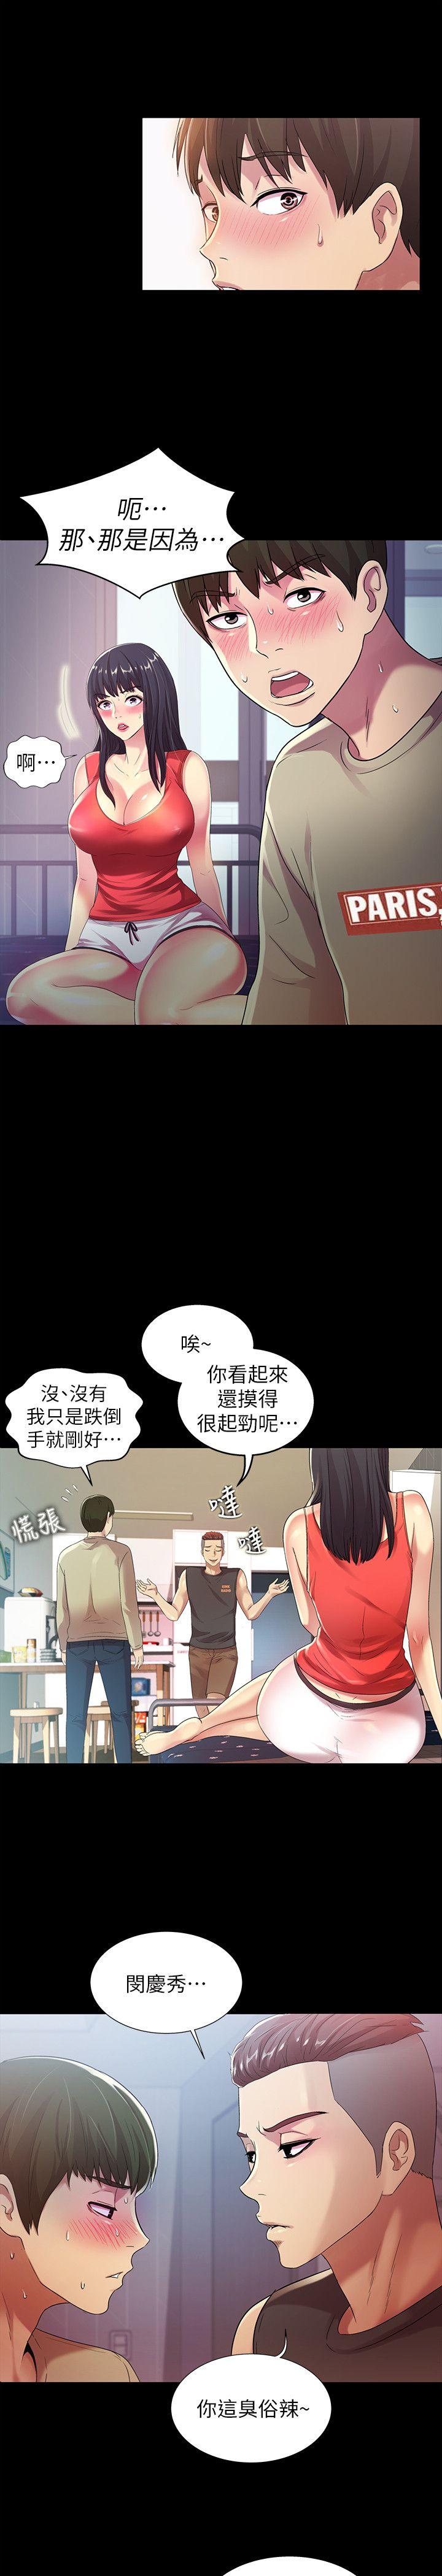 呃⋯
那、那是因為⋯
啊⋯
PARIS,
唉~
你看起來
還摸得
很起勁呢⋯
沒、沒有
我只是跌倒
手就剛好⋯
慌張
噠
噠
閔慶秀⋯
你這臭俗辣~